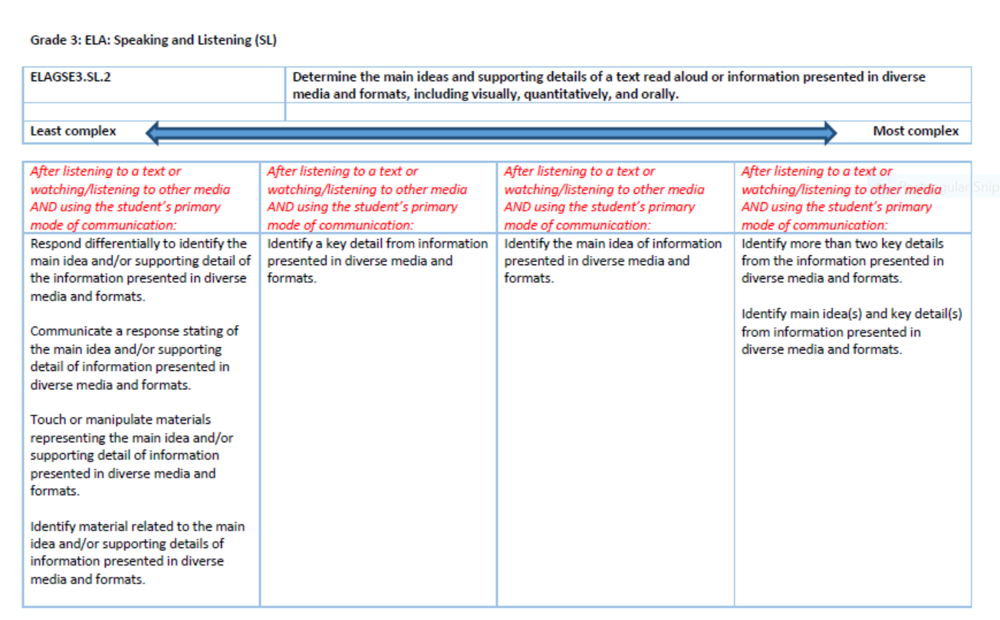 Grade 3: ELA: Speaking and Listening (SL)
ELAGSE3.SL.2
Determine the main ideas and supporting details of a text read aloud or information presented in diverse
media and formats, including visually, quantitatively, and orally.
Least complex
Most complex
After listening to a text or
watching/listening to other media
AND using the student's primary
mode of communication:
After listening to a text or
watching/listening to other media
AND using the student's primary
mode of communication:
After listening to a text or
watching/listening to other media
AND using the student's primary
mode of communication:
After listening to a text or
watching/listening to other media
AND using the student's primary
mode of communication:
Respond differentially to identify the
main idea and/or supporting detail of
the information presented in diverse
media and formats.
Communicate a response stating of
the main idea and/or supporting
detail of information presented in
diverse media and formats.
Touch or manipulate materials
representing the main idea and/or
supporting detail of information
presented in diverse media and
formats.
Identify material related to the main
idea and/or supporting details of
information presented in diverse
media and formats.
Identify a key detail from information
presented in diverse media and
formats.
Identify the main idea of information
presented in diverse media and
formats.
Identify more than two key details
from the information presented in
diverse media and formats.
Identify main idea(s) and key detail(s)
from information presented in
diverse media and formats.
Snip